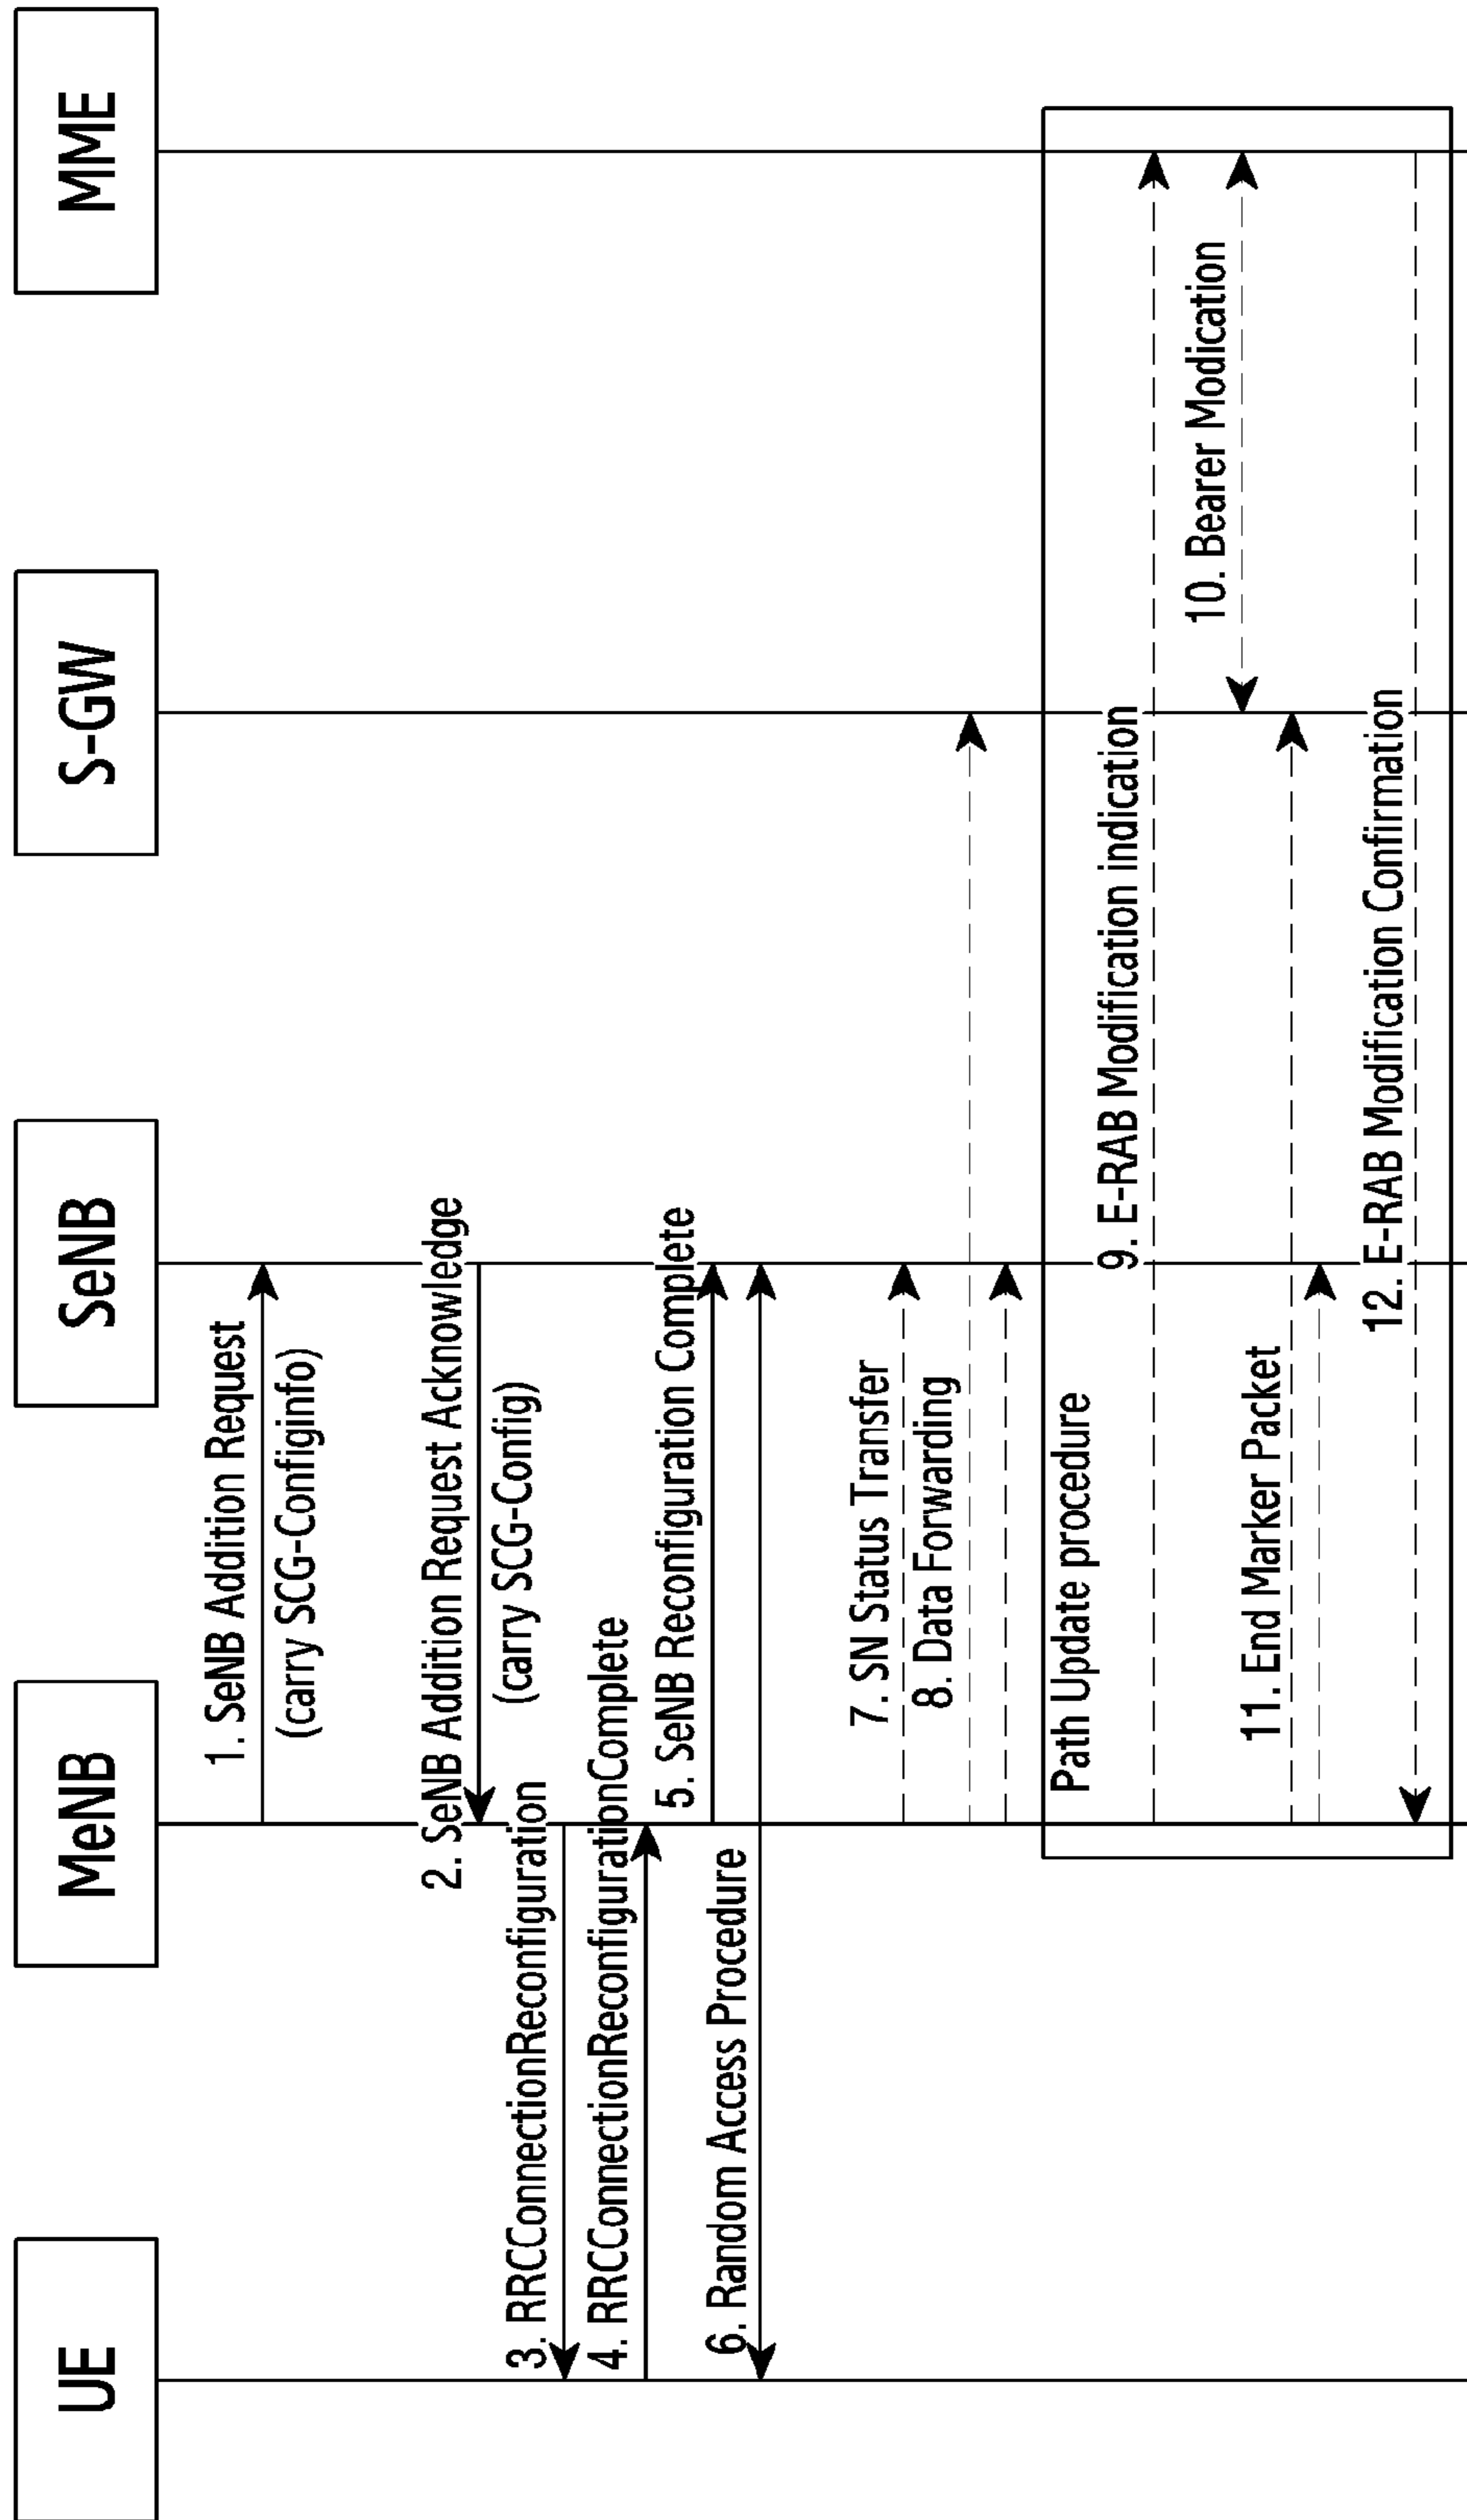 UE
MeNB
SeNB
S-GW
MME
1. SeNB Addition Request
(carry SCG-Configinfo)
2. SeNB Addition Request Acknowledge
(carry SCG-Config)
3. RRCConnectionReconfiguration
4. RRCConnectionReconfigurationComplete
5. SeNB Reconfiguration Complete
6. Random Access Procedure
7. SN Status Transfer
8. Data Forwarding
Path Update procedure
9. E-RAB Modification indication
10. Bearer Modication
11. End Marker Packet
12. E-RAB Modification Confirmation